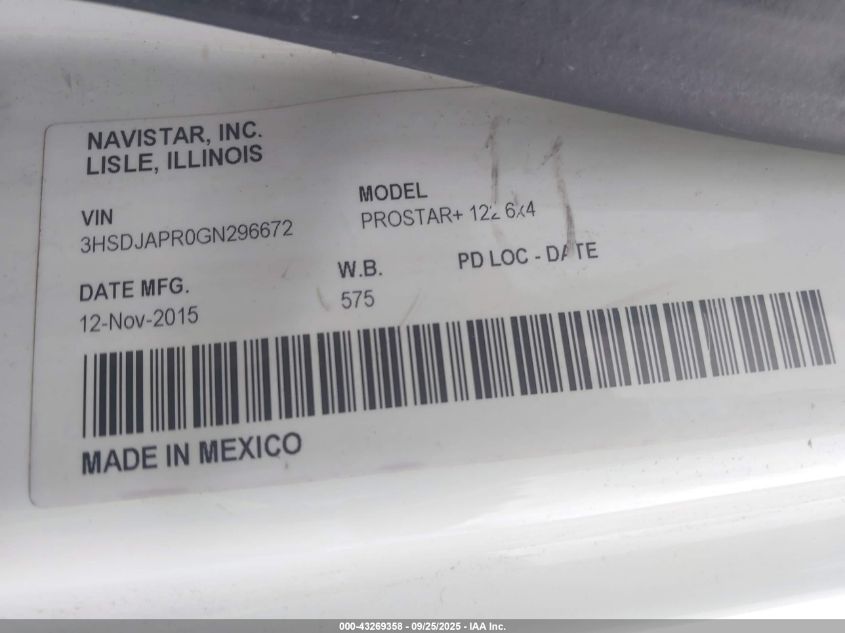 NAVISTAR, INC.
LISLE, ILLINOIS
VIN
3HSDJAPR0GN296672
MODEL
PROSTAR+ 122 6x4
DATE MFG.
12-Nov-2015
W.B.
575
PD LOC - DATE
MADE IN MEXICO
000-43269358 - 09/25/2025 - IAA Inc.